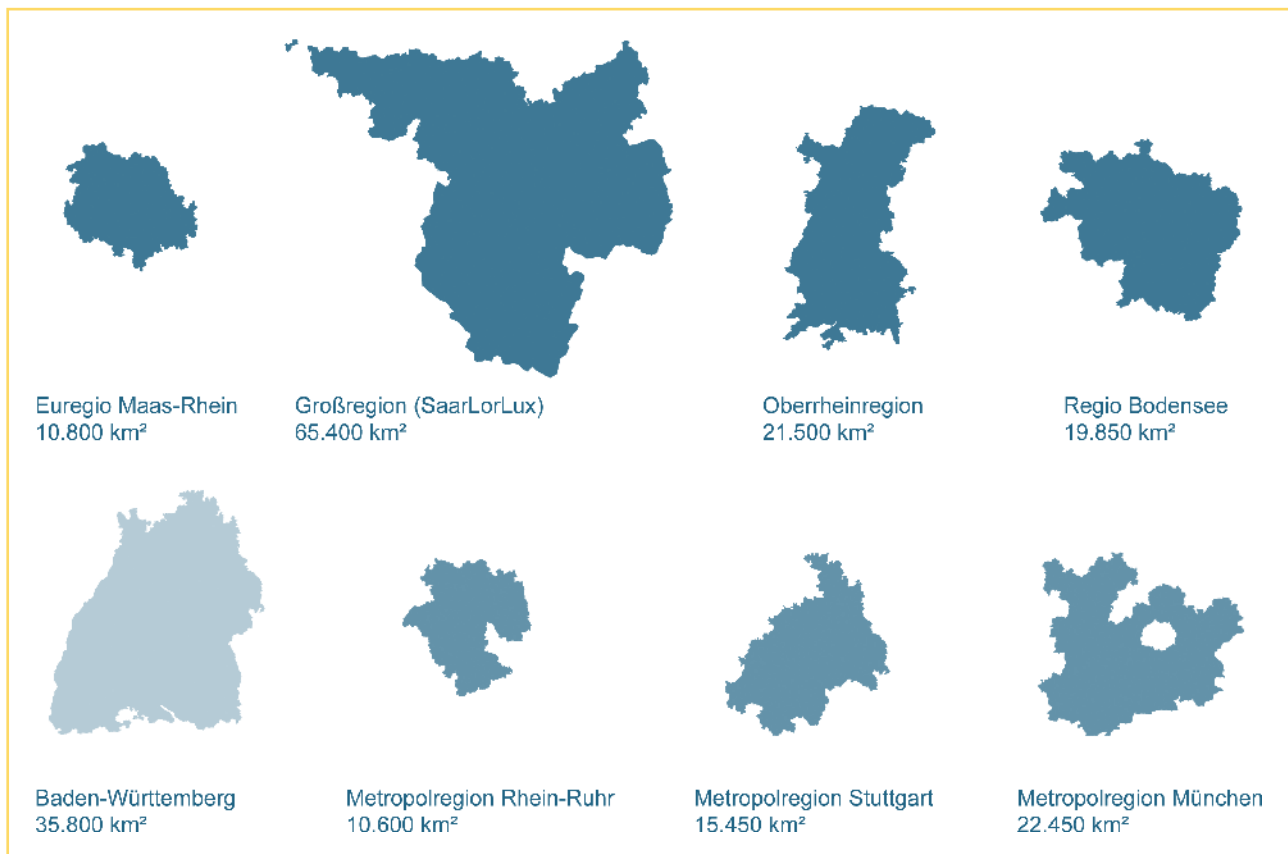 Euregio Maas-Rhein
10.800 km²
Großregion (SaarLorLux)
65.400 km²
Oberrheinregion
21.500 km²
Regio Bodensee
19.850 km²
Baden-Württemberg
35.800 km²
Metropolregion Rhein-Ruhr
10.600 km²
Metropolregion Stuttgart
15.450 km²
Metropolregion München
22.450 km²